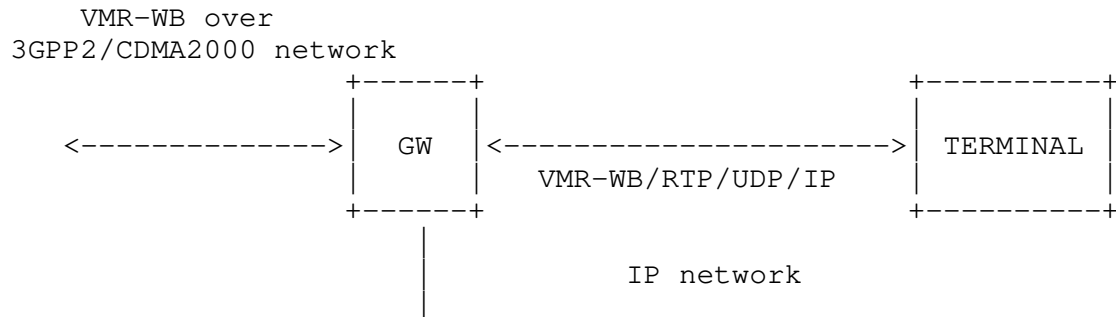 VMR-WB over
3GPP2/CDMA2000 network
GW
TERMINAL
VMR-WB/RTP/UDP/IP
IP network